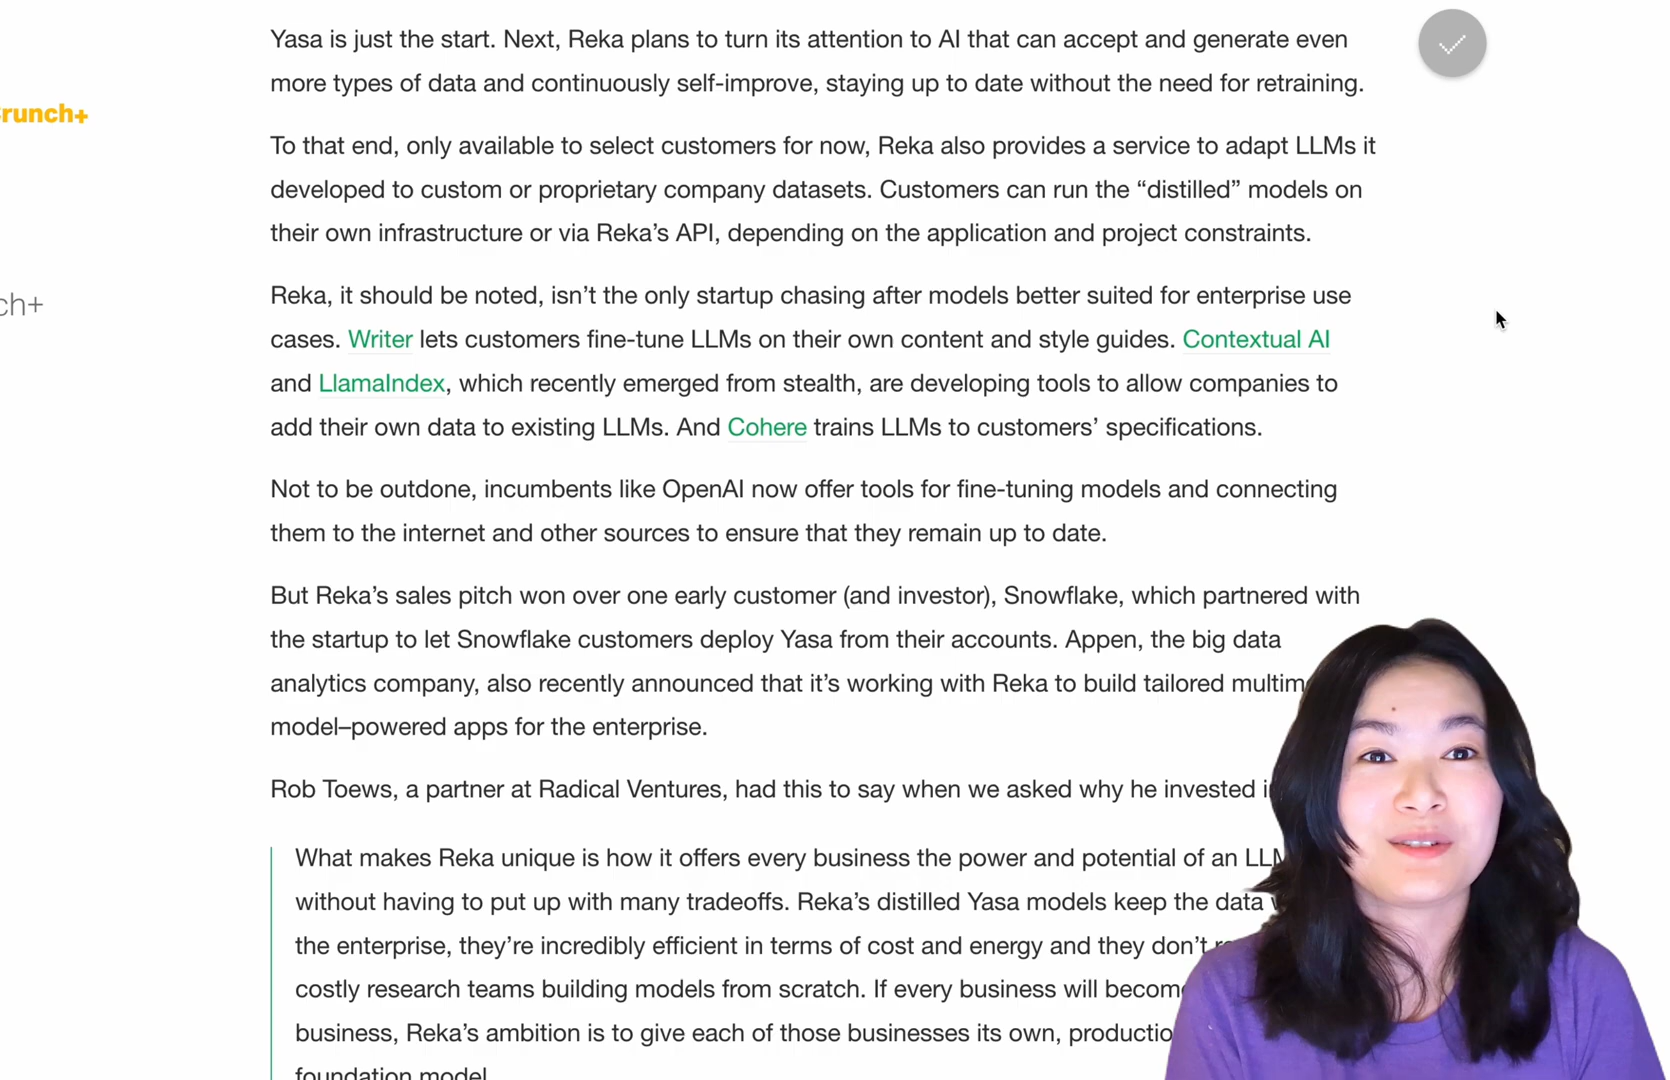 Yasa is just the start. Next, Reka plans to turn its attention to AI that can accept and generate even
more types of data and continuously self-improve, staying up to date without the need for retraining.
runch+
To that end, only available to select customers for now, Reka also provides a service to adapt LLMs it
developed to custom or proprietary company datasets. Customers can run the “distilled” models on
their own infrastructure or via Reka’s API, depending on the application and project constraints.
ch+
Reka, it should be noted, isn’t the only startup chasing after models better suited for enterprise use
cases. Writer lets customers fine-tune LLMs on their own content and style guides. Contextual AI
and LlamaIndex, which recently emerged from stealth, are developing tools to allow companies to
add their own data to existing LLMs. And Cohere trains LLMs to customers’ specifications.
Not to be outdone, incumbents like OpenAI now offer tools for fine-tuning models and connecting
them to the internet and other sources to ensure that they remain up to date.
But Reka’s sales pitch won over one early customer (and investor), Snowflake, which partnered with
the startup to let Snowflake customers deploy Yasa from their accounts. Appen, the big data
analytics company, also recently announced that it’s working with Reka to build tailored multim
model–powered apps for the enterprise.
Rob Toews, a partner at Radical Ventures, had this to say when we asked why he invested i
What makes Reka unique is how it offers every business the power and potential of an LLM
without having to put up with many tradeoffs. Reka’s distilled Yasa models keep the data
the enterprise, they’re incredibly efficient in terms of cost and energy and they don’t
costly research teams building models from scratch. If every business will become
business, Reka’s ambition is to give each of those businesses its own, productio
foundation model